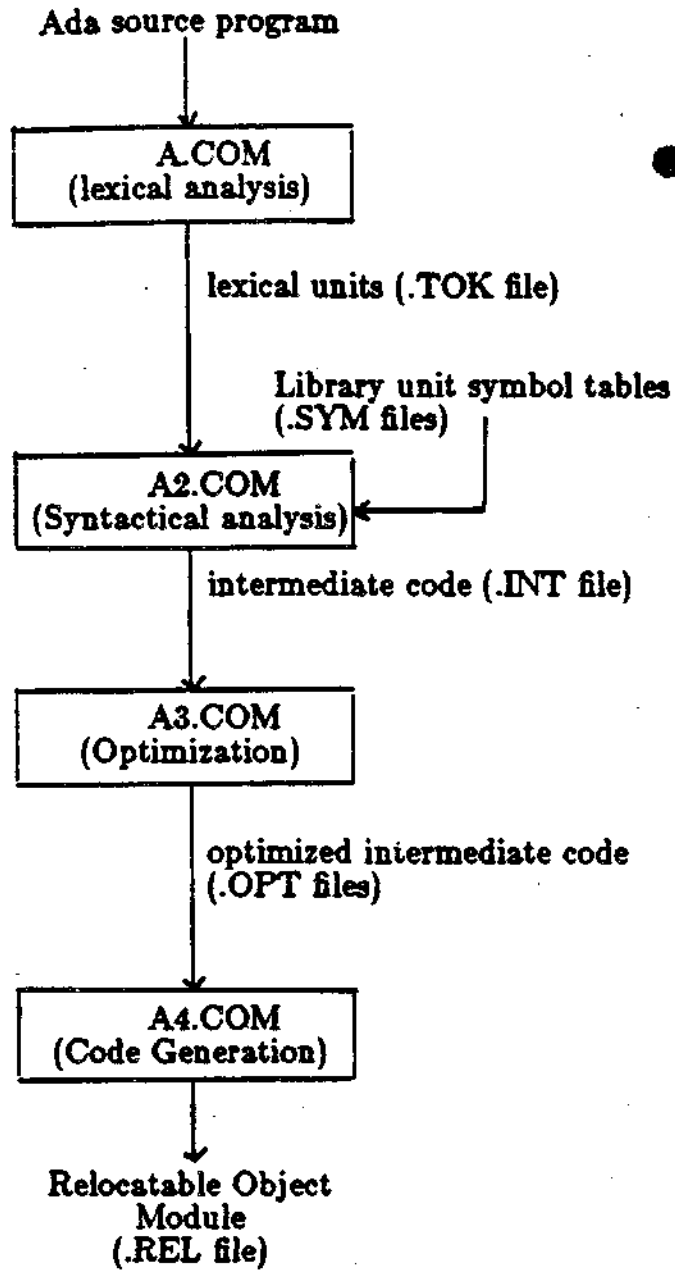 Ada source program
A.COM
(lexical analysis)
lexical units (.TOK file)
Library unit symbol tables
(.SYM files)
A2.COM
(Syntactical analysis)
intermediate code (.INT file)
A3.COM
(Optimization)
optimized intermediate code
(.OPT files)
A4.COM
(Code Generation)
Relocatable Object
Module
(.REL file)